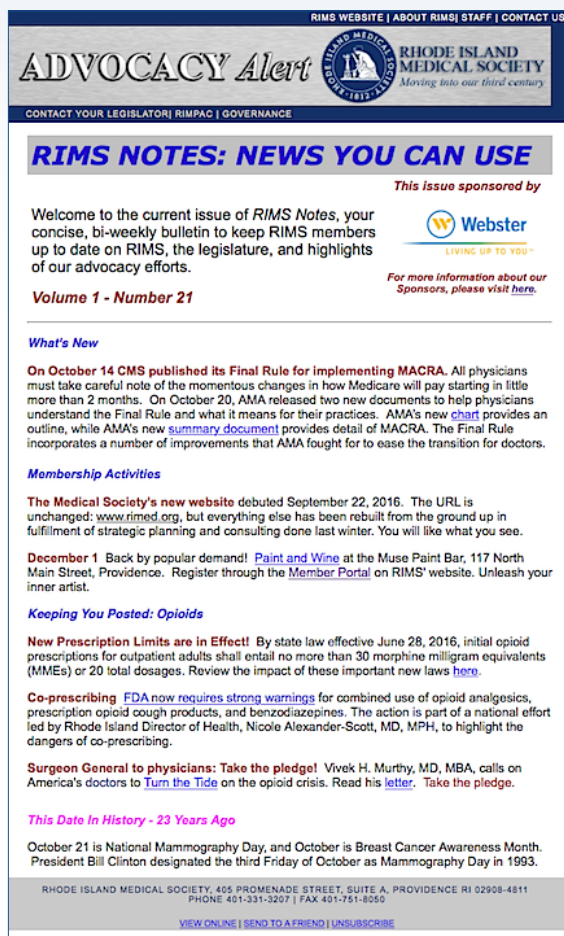 RIMS WEBSITE | ABOUT RIMS| STAFF | CONTACT US
ADVOCACY Alert
RHODE ISLAND MEDICAL SOCIETY
1812
RHODE ISLAND
MEDICAL SOCIETY
Moving into our third century
CONTACT YOUR LEGISLATOR| RIMPAC | GOVERNANCE
RIMS NOTES: NEWS YOU CAN USE
This issue sponsored by
Welcome to the current issue of RIMS Notes, your
concise, bi-weekly bulletin to keep RIMS members
up to date on RIMS, the legislature, and highlights
of our advocacy efforts.
Volume 1 - Number 21
W Webster
LIVING UP TO YOU℠
For more information about our
Sponsors, please visit here.
What's New
On October 14 CMS published its Final Rule for implementing MACRA. All physicians
must take careful note of the momentous changes in how Medicare will pay starting in little
more than 2 months.  On October 20, AMA released two new documents to help physicians
understand the Final Rule and what it means for their practices.  AMA's new chart provides an
outline, while AMA's new summary document provides detail of MACRA. The Final Rule
incorporates a number of improvements that AMA fought for to ease the transition for doctors.
Membership Activities
The Medical Society's new website debuted September 22, 2016.  The URL is
unchanged: www.rimed.org, but everything else has been rebuilt from the ground up in
fulfillment of strategic planning and consulting done last winter. You will like what you see.
December 1  Back by popular demand!  Paint and Wine at the Muse Paint Bar, 117 North
Main Street, Providence.  Register through the Member Portal on RIMS' website. Unleash your
inner artist.
Keeping You Posted: Opioids
New Prescription Limits are in Effect!  By state law effective June 28, 2016, initial opioid
prescriptions for outpatient adults shall entail no more than 30 morphine milligram equivalents
(MMEs) or 20 total dosages. Review the impact of these important new laws here.
Co-prescribing  FDA now requires strong warnings for combined use of opioid analgesics,
prescription opioid cough products, and benzodiazepines. The action is part of a national effort
led by Rhode Island Director of Health, Nicole Alexander-Scott, MD, MPH, to highlight the
dangers of co-prescribing.
Surgeon General to physicians: Take the pledge!  Vivek H. Murthy, MD, MBA, calls on
America's doctors to Turn the Tide on the opioid crisis. Read his letter.  Take the pledge.
This Date In History - 23 Years Ago
October 21 is National Mammography Day, and October is Breast Cancer Awareness Month.
President Bill Clinton designated the third Friday of October as Mammography Day in 1993.
RHODE ISLAND MEDICAL SOCIETY, 405 PROMENADE STREET, SUITE A, PROVIDENCE RI 02908-4811
PHONE 401-331-3207 | FAX 401-751-8050
VIEW ONLINE | SEND TO A FRIEND | UNSUBSCRIBE